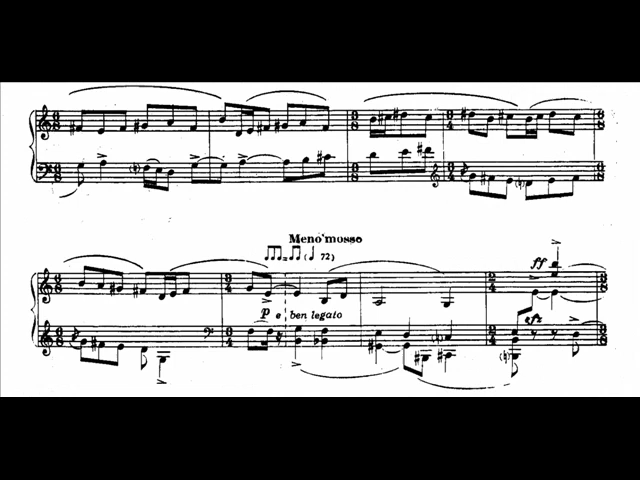 Meno mosso
( 72)
ff
p e ben legato
sfz